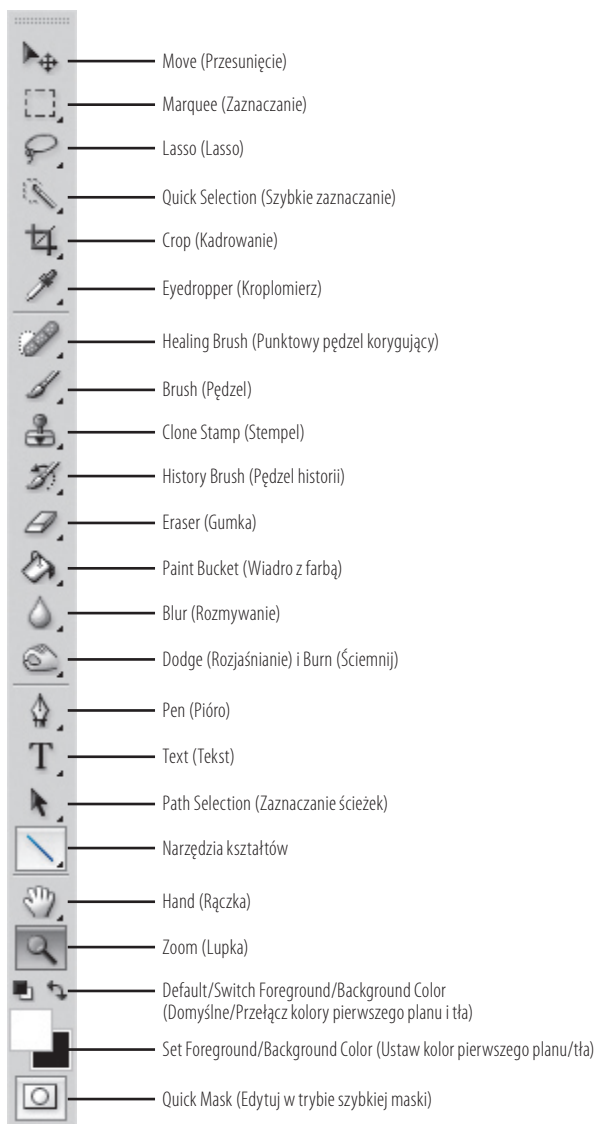 Move (Przesunięcie)
Marquee (Zaznaczanie)
Lasso (Lasso)
Quick Selection (Szybkie zaznaczanie)
Crop (Kadrowanie)
Eyedropper (Kroplomierz)
Healing Brush (Punktowy pędzel korygujący)
Brush (Pędzel)
Clone Stamp (Stempel)
History Brush (Pędzel historii)
Eraser (Gumka)
Paint Bucket (Wiadro z farbą)
Blur (Rozmywanie)
Dodge (Rozjaśnianie) i Burn (Ściemnij)
Pen (Pióro)
T Text (Tekst)
Path Selection (Zaznaczanie ścieżek)
Narzędzia kształtów
Hand (Rączka)
Zoom (Lupka)
Default/Switch Foreground/Background Color
(Domyślne/Przełącz kolory pierwszego planu i tła)
Set Foreground/Background Color (Ustaw kolor pierwszego planu/tła)
Quick Mask (Edytuj w trybie szybkiej maski)